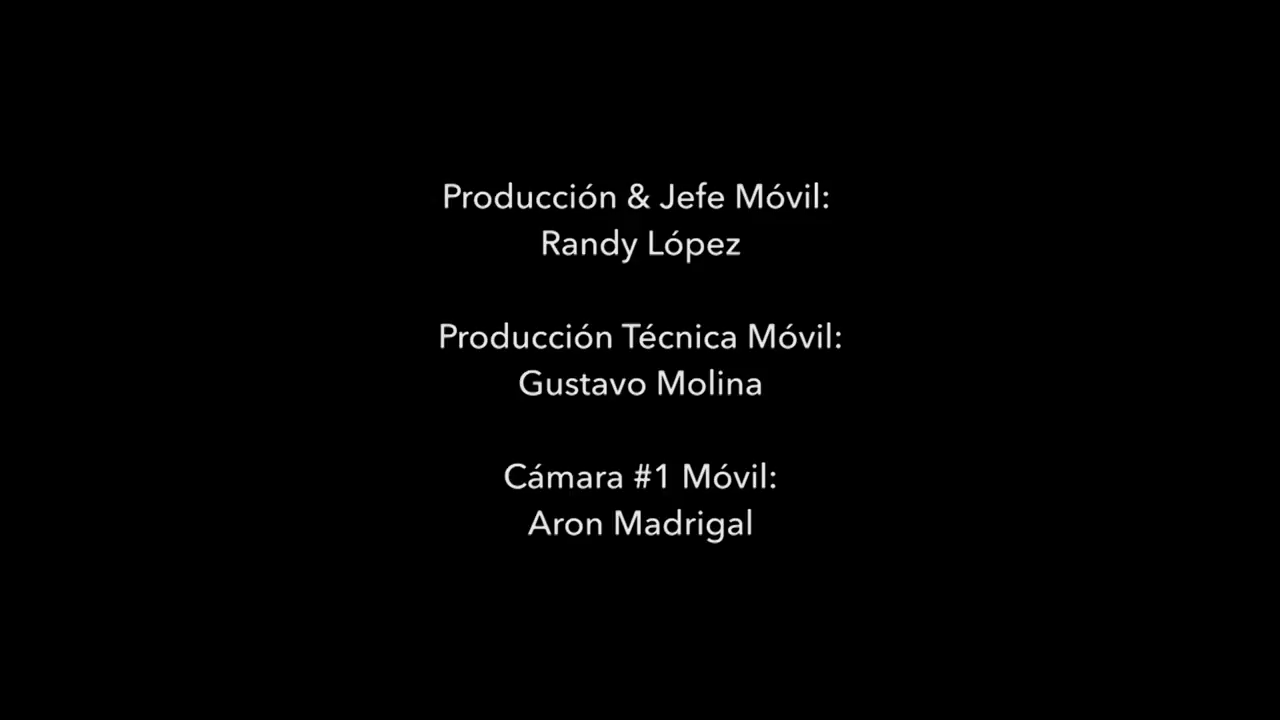 Producción & Jefe Móvil:
Randy López
Producción Técnica Móvil:
Gustavo Molina
Cámara #1 Móvil:
Aron Madrigal